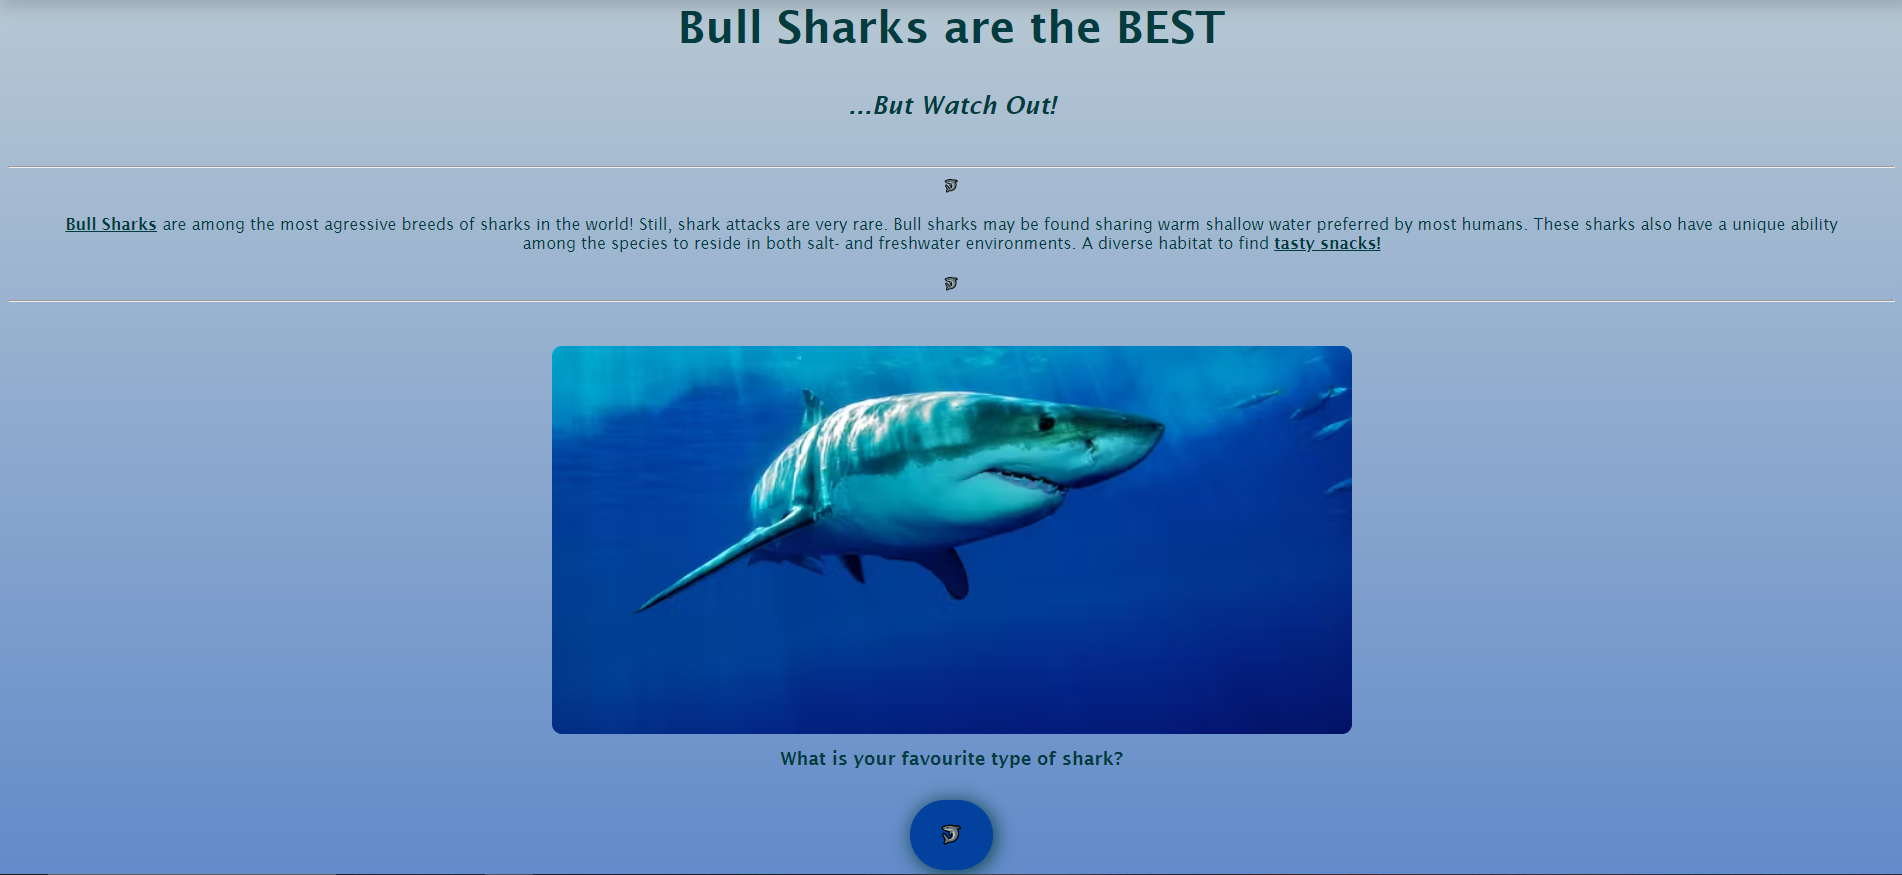 Bull Sharks are the BEST
...But Watch Out!
Bull Sharks are among the most agressive breeds of sharks in the world! Still, shark attacks are very rare. Bull sharks may be found sharing warm shallow water preferred by most humans. These sharks also have a unique ability
among the species to reside in both salt- and freshwater environments. A diverse habitat to find tasty snacks!
What is your favourite type of shark?